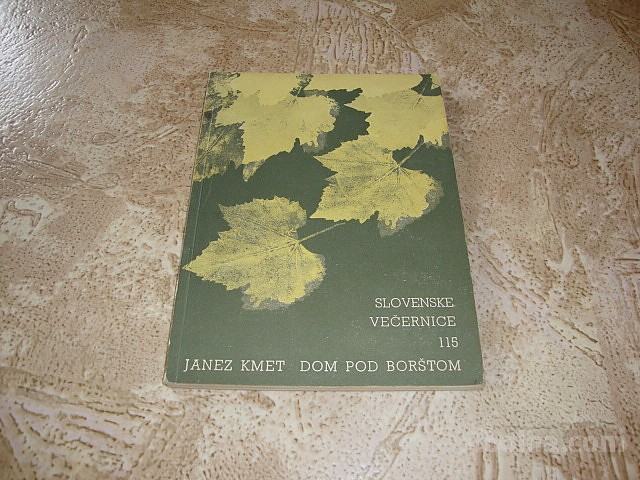 SLOVENSKE
VEČERNICE
115
JANEZ KMET DOM POD BORŠTOM